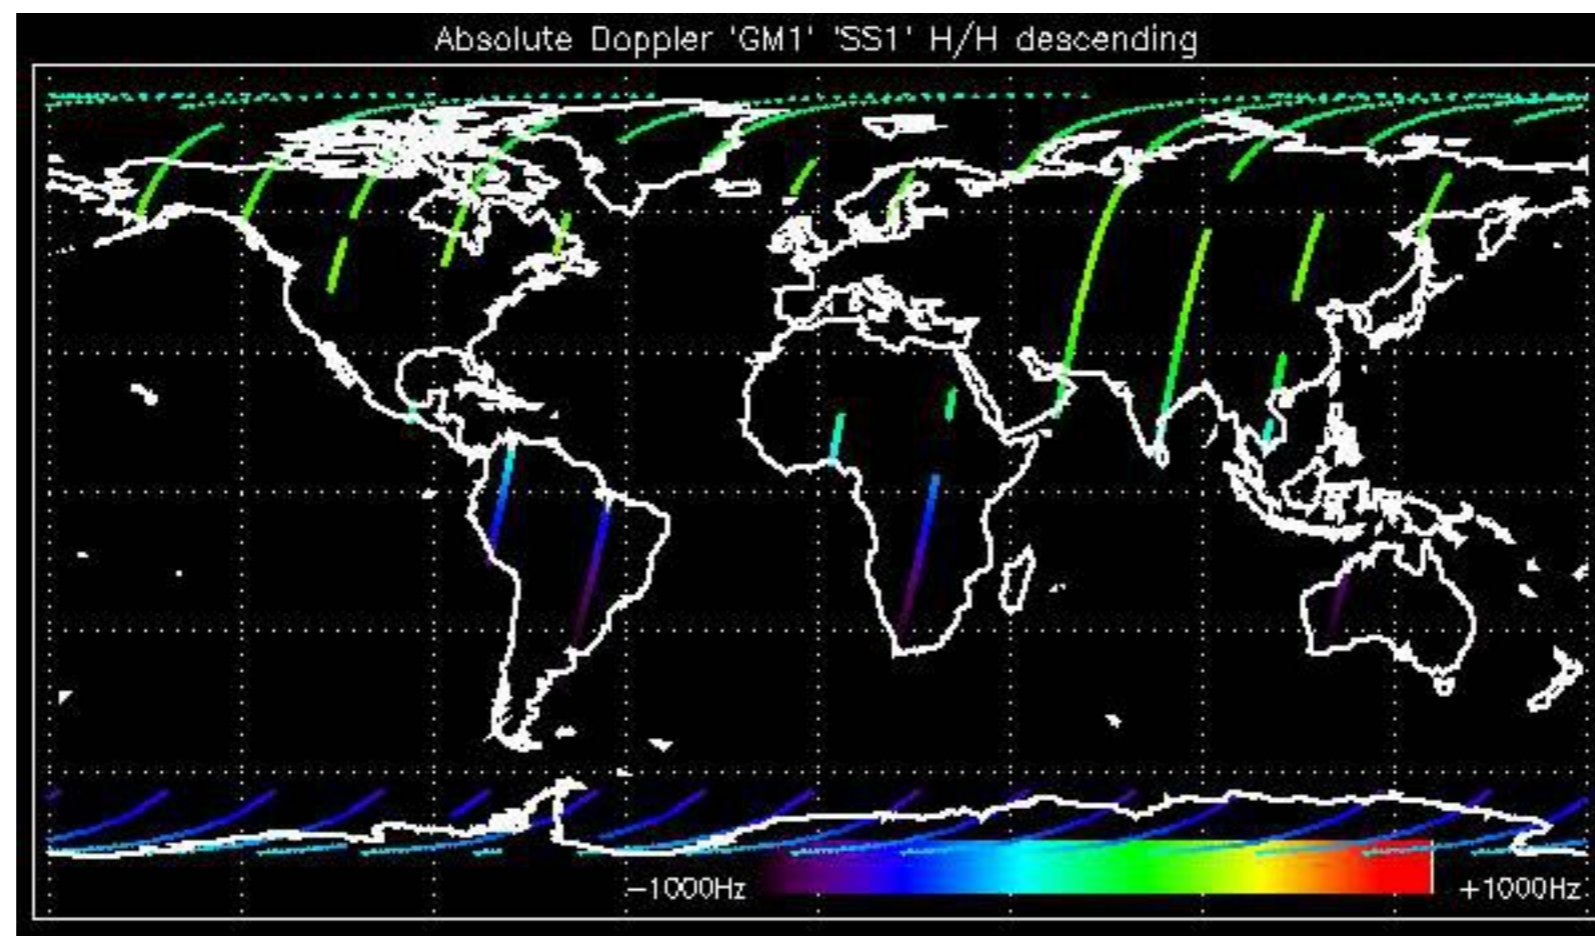 Absolute Doppler 'GM1' 'SS1' H/H descending
-1000Hz
+1000Hz